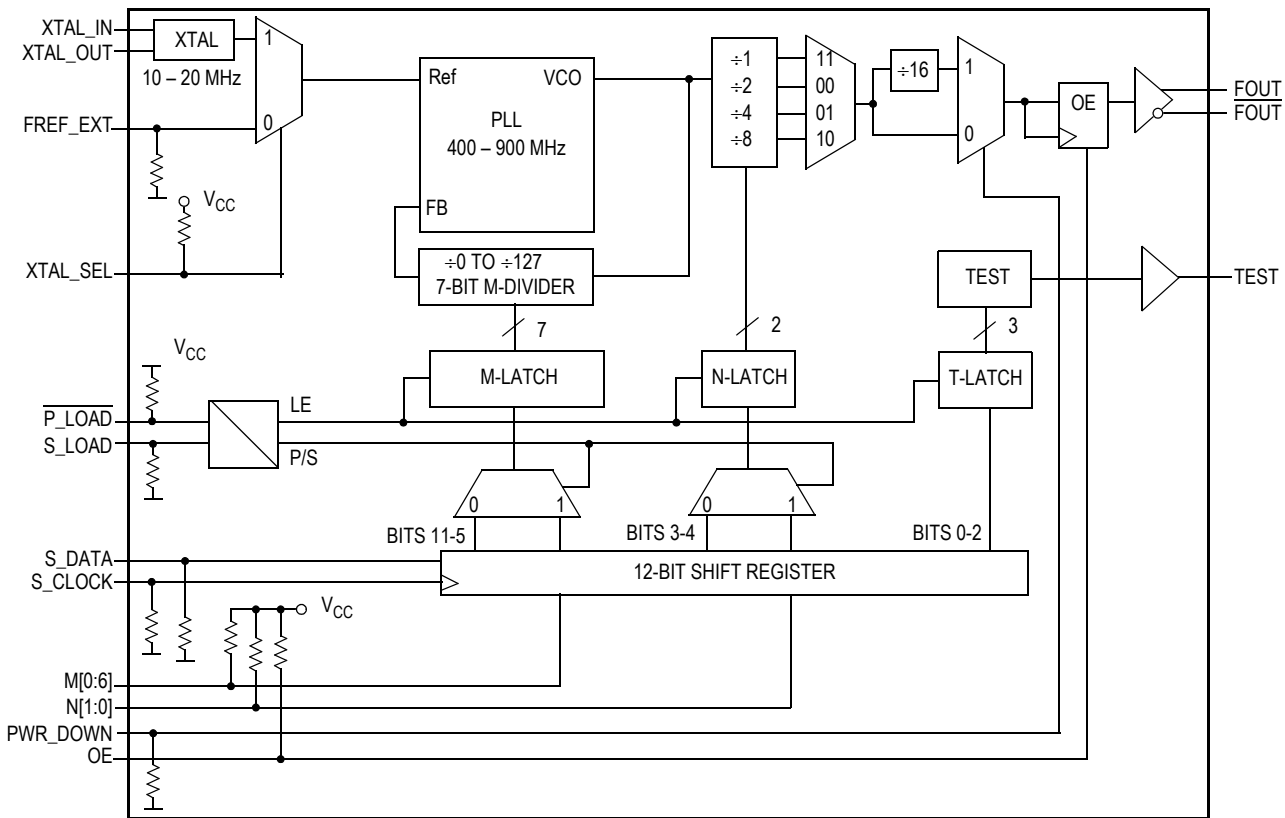 XTAL_IN
XTAL_OUT
XTAL
10 – 20 MHz
1
0
FREF_EXT
VCC
XTAL_SEL
Ref
VCO
PLL
400 – 900 MHz
FB
÷0 TO ÷127
7-BIT M-DIVIDER
÷1
÷2
÷4
÷8
11
00
01
10
÷16
1
0
OE
FOUT
FOUT
TEST
TEST
7
2
3
VCC
M-LATCH
N-LATCH
T-LATCH
P_LOAD
S_LOAD
LE
P/S
0
1
0
1
BITS 11-5
BITS 3-4
BITS 0-2
S_DATA
S_CLOCK
12-BIT SHIFT REGISTER
VCC
M[0:6]
N[1:0]
PWR_DOWN
OE